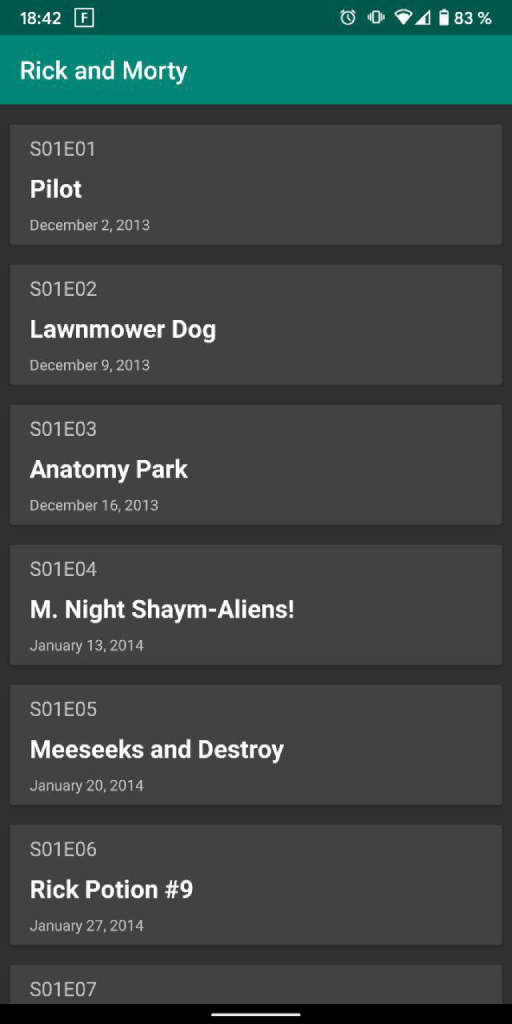 18:42 F 83 %
Rick and Morty
S01E01
Pilot
December 2, 2013
S01E02
Lawnmower Dog
December 9, 2013
S01E03
Anatomy Park
December 16, 2013
S01E04
M. Night Shaym-Aliens!
January 13, 2014
S01E05
Meeseeks and Destroy
January 20, 2014
S01E06
Rick Potion #9
January 27, 2014
S01E07